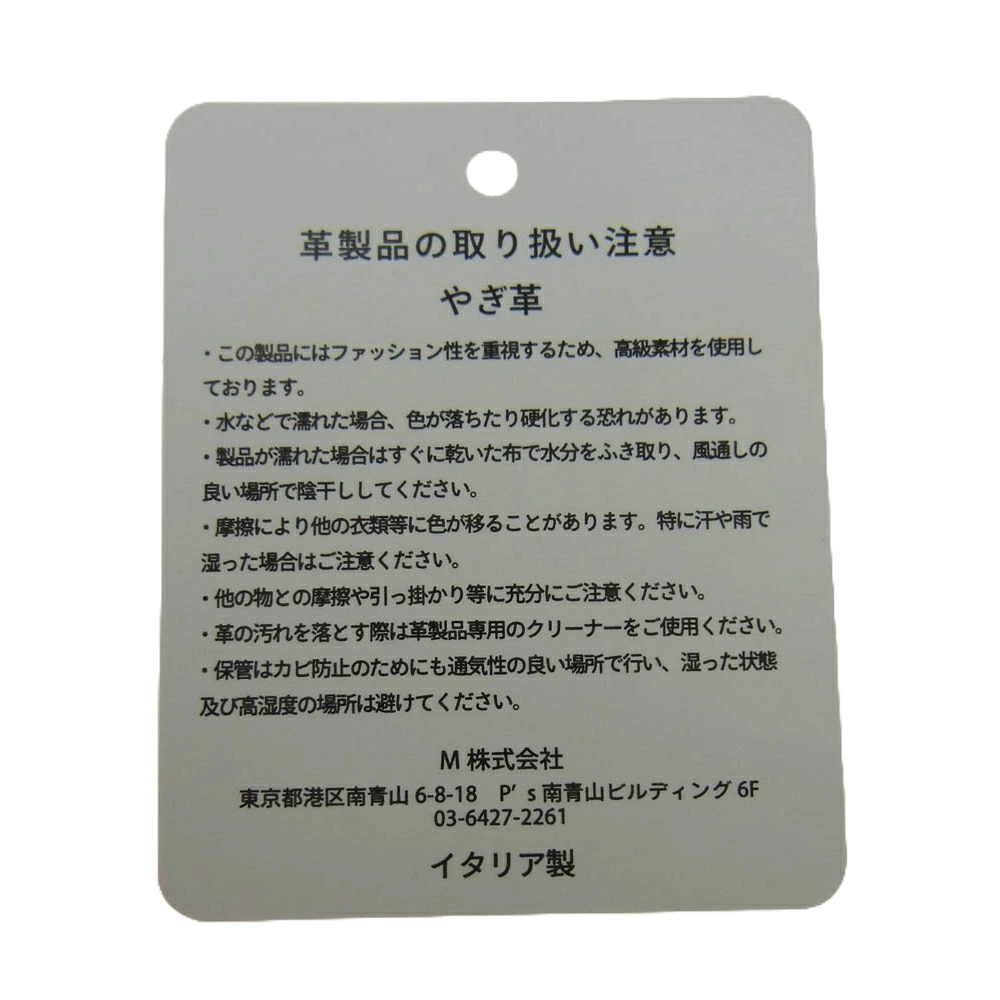 革製品の取り扱い注意
やぎ革
・この製品にはファッション性を重視するため、高級素材を使用し
ております。
・水などで濡れた場合、色が落ちたり硬化する恐れがあります。
・製品が濡れた場合はすぐに乾いた布で水分をふき取り、風通しの
良い場所で陰干ししてください。
・摩擦により他の衣類等に色が移ることがあります。特に汗や雨で
湿った場合はご注意ください。
・他の物との摩擦や引っ掛かり等に充分にご注意ください。
・革の汚れを落とす際は革製品専用のクリーナーをご使用ください。
・保管はカビ防止のためにも通気性の良い場所で行い、湿った状態
及び高湿度の場所は避けてください。
M 株式会社
東京都港区南青山 6-8-18　P’s 南青山ビルディング 6F
03-6427-2261
イタリア製